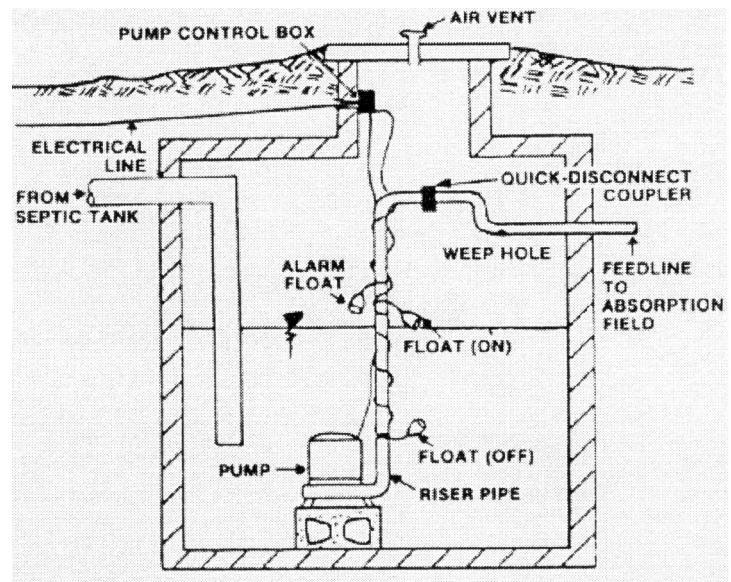 AIR VENT
PUMP CONTROL BOX
ELECTRICAL
LINE
QUICK-DISCONNECT
COUPLER
FROM
SEPTIC TANK
WEEP HOLE
ALARM
FLOAT
FEEDLINE
TO
ABSORPTION
FIELD
FLOAT (ON)
FLOAT (OFF)
PUMP
RISER PIPE